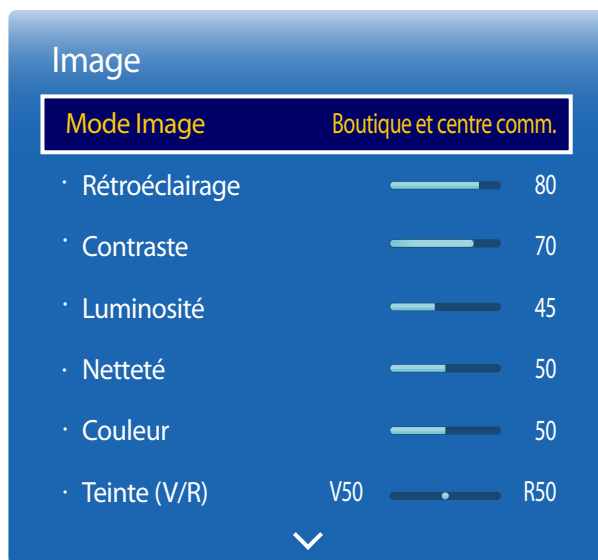 Image
Mode Image Boutique et centre comm.
· Rétroéclairage 80
· Contraste 70
· Luminosité 45
· Netteté 50
· Couleur 50
· Teinte (V/R) V50 R50